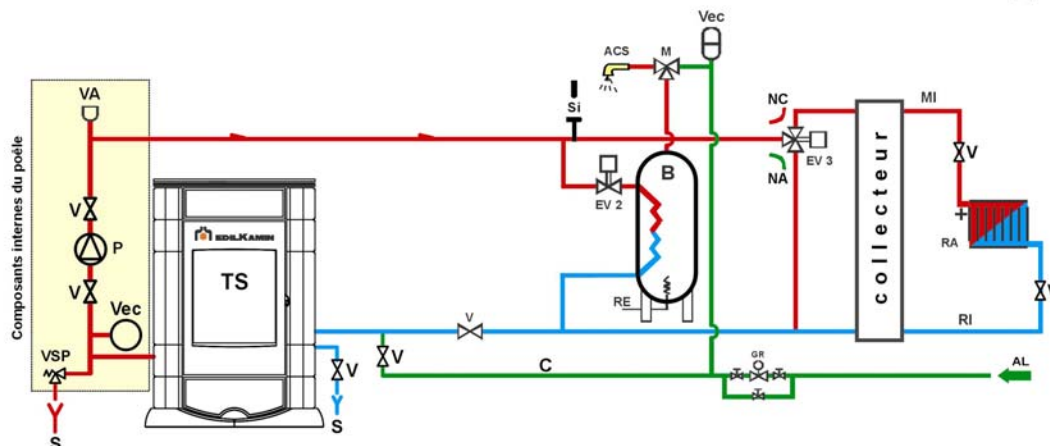 Composants internes du poêle
VA
V
P
V
Vec
VSP
S
EDILKAMIN
TS
V
S
Si
EV 2
ACS
M
Vec
B
RE
V
V
C
GR
AL
NC
NA
EV 3
collecteur
MI
V
+
RA
V
RI